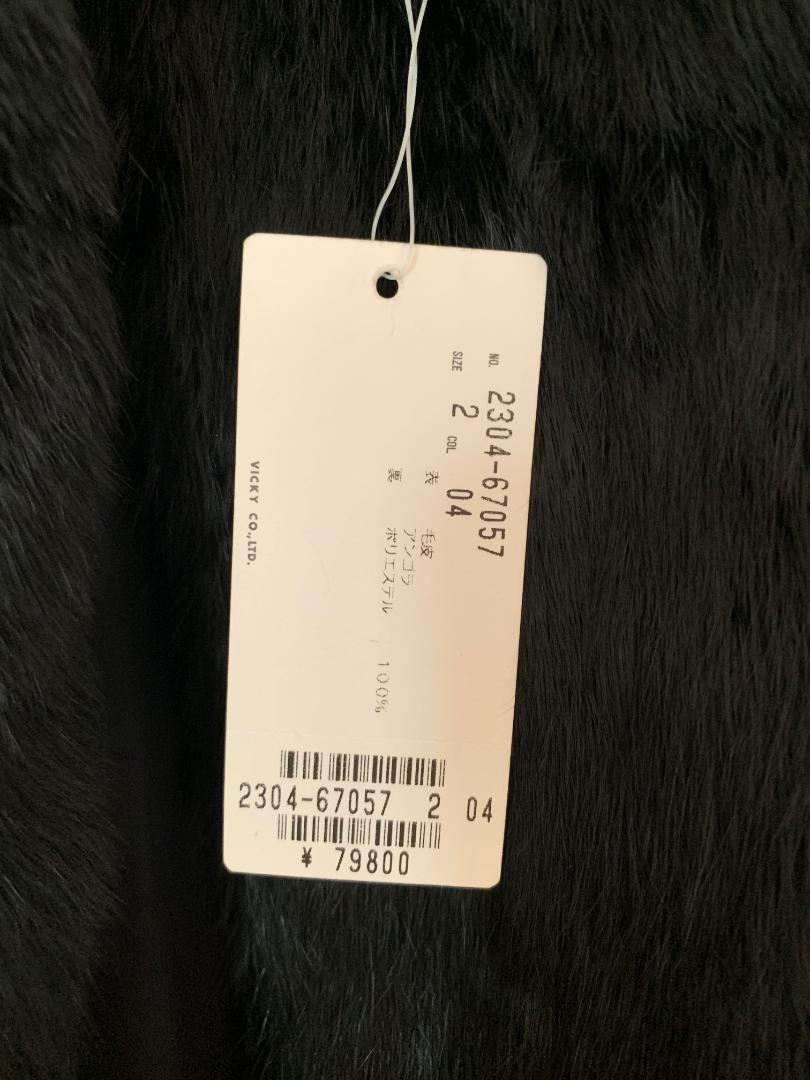 NO. 2304-67057
SIZE 2 COL 04
表 毛皮
アンゴラ
裏 ポリエステル 100%
VICKY CO.,LTD.
2304-67057 2 04
¥ 79800